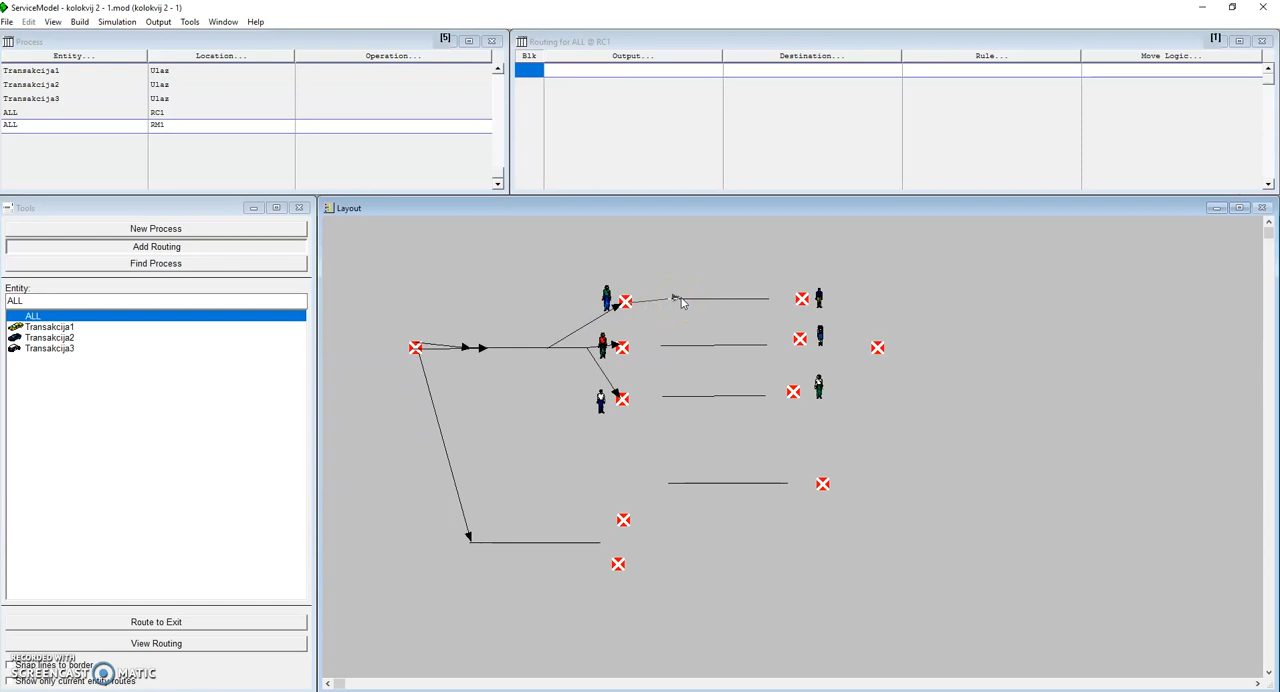 ServiceModel - kolokvij 2 - 1.mod (kolokvij 2 - 1)
File Edit View Build Simulation Output Tools Window Help
Process [5]
Entity... Location... Operation...
Transakcija1 Ulaz
Transakcija2 Ulaz
Transakcija3 Ulaz
ALL RC1
ALL RM1
Routing for ALL @ RC1 [1]
Blk Output... Destination... Rule... Move Logic...
Tools
New Process
Add Routing
Find Process
Entity:
ALL
ALL
Transakcija1
Transakcija2
Transakcija3
Route to Exit
View Routing
Snap lines to border
Show only current entity routes
RECORDED WITH
SCREENCAST MATIC
Layout